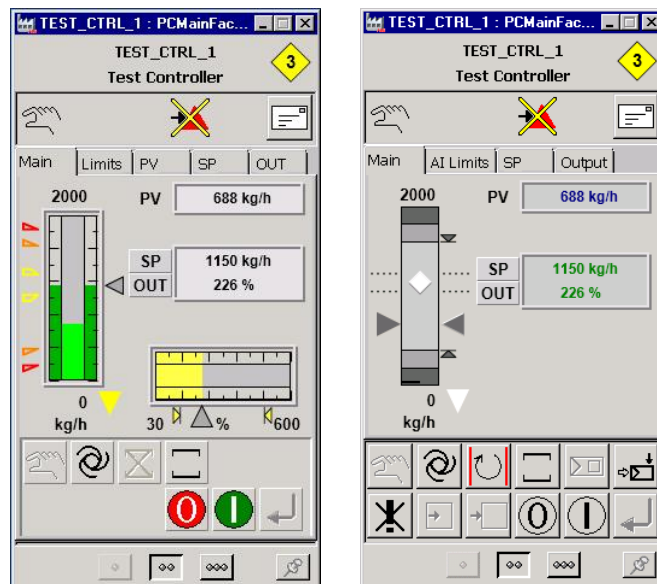 TEST_CTRL_1 : PCMainFac...
TEST_CTRL_1
Test Controller
3
Main
Limits
PV
SP
OUT
2000
PV
688 kg/h
SP
1150 kg/h
OUT
226 %
0
kg/h
30
%
600
TEST_CTRL_1 : PCMainFac...
TEST_CTRL_1
Test Controller
3
Main
AI Limits
SP
Output
2000
PV
688 kg/h
SP
1150 kg/h
OUT
226 %
0
kg/h